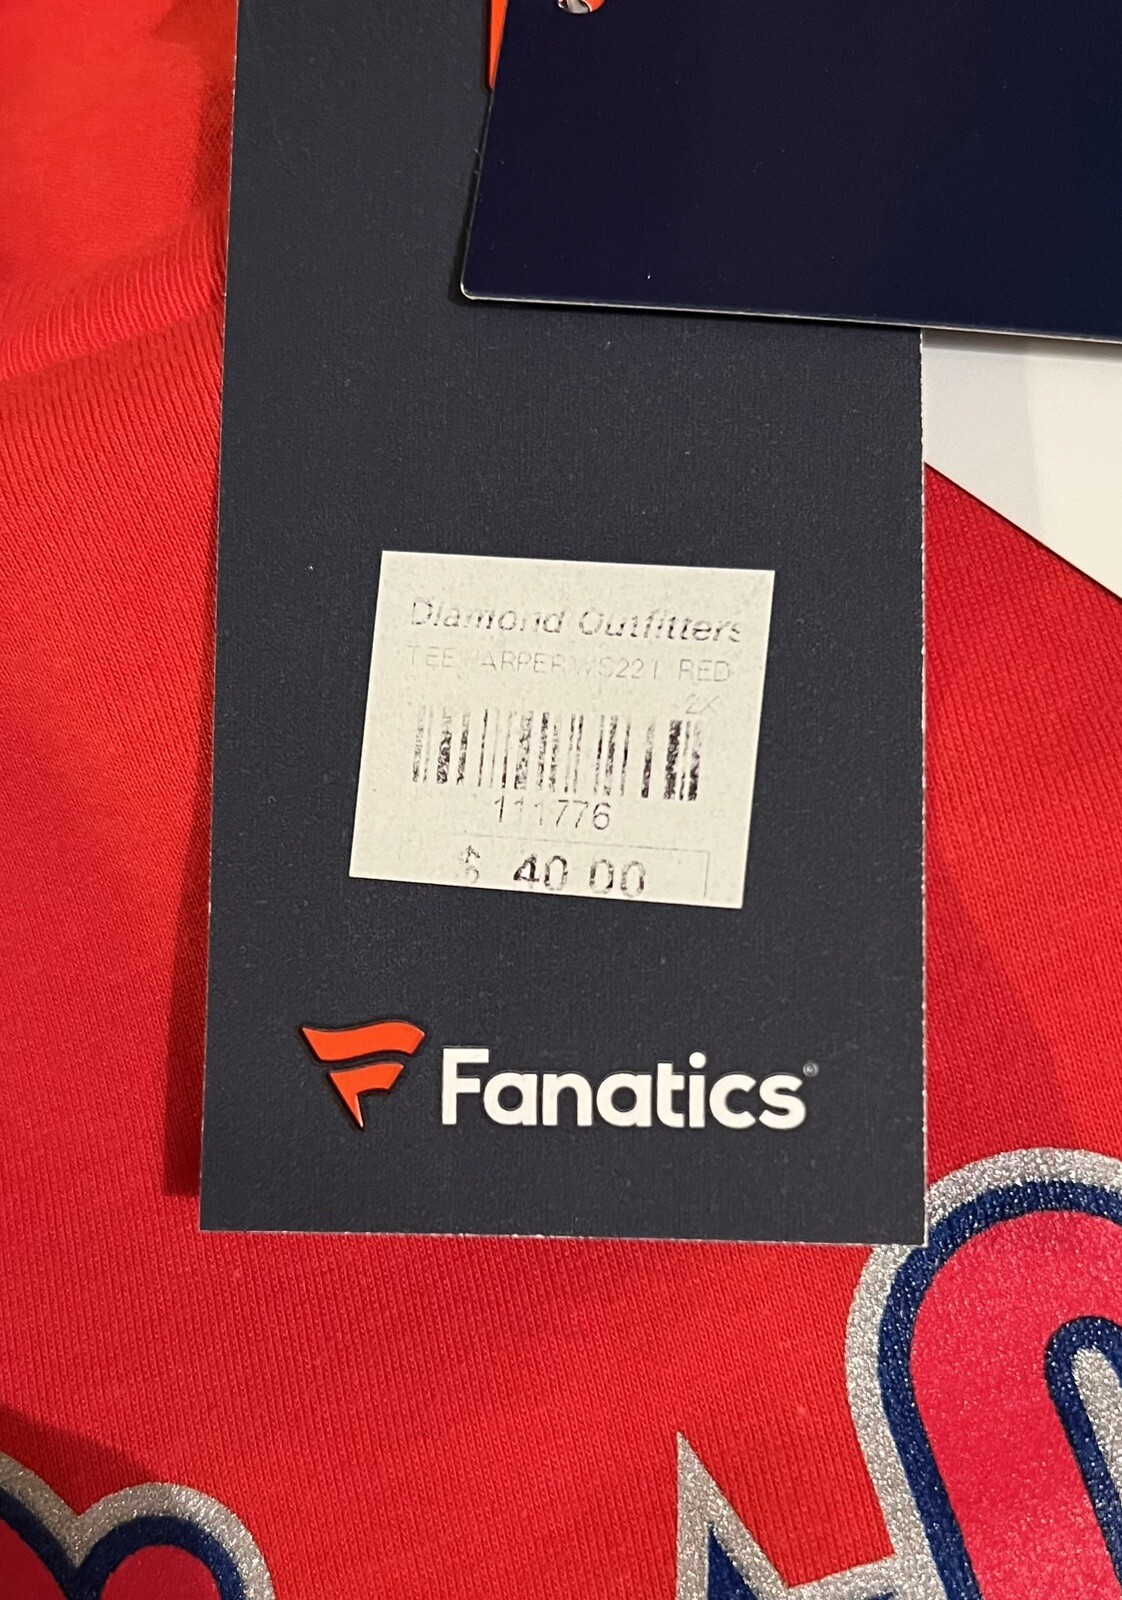 Diamond Outfitters
TEE HARPER WS22 L RED
2X
111776
$ 40 00
Fanatics